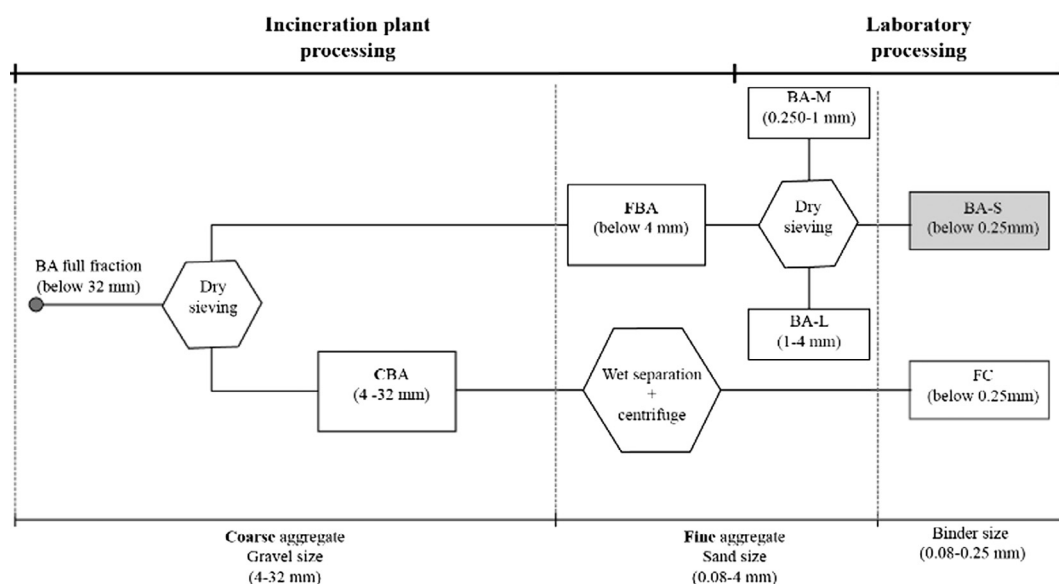 Incineration plant
processing
Laboratory
processing
BA-M
(0.250-1 mm)
FBA
(below 4 mm)
Dry
sieving
BA-S
(below 0.25mm)
BA full fraction
(below 32 mm)
Dry
sieving
BA-L
(1-4 mm)
CBA
(4 -32 mm)
Wet separation
+
centrifuge
FC
(below 0.25mm)
Coarse aggregate
Gravel size
(4-32 mm)
Fine aggregate
Sand size
(0.08-4 mm)
Binder size
(0.08-0.25 mm)